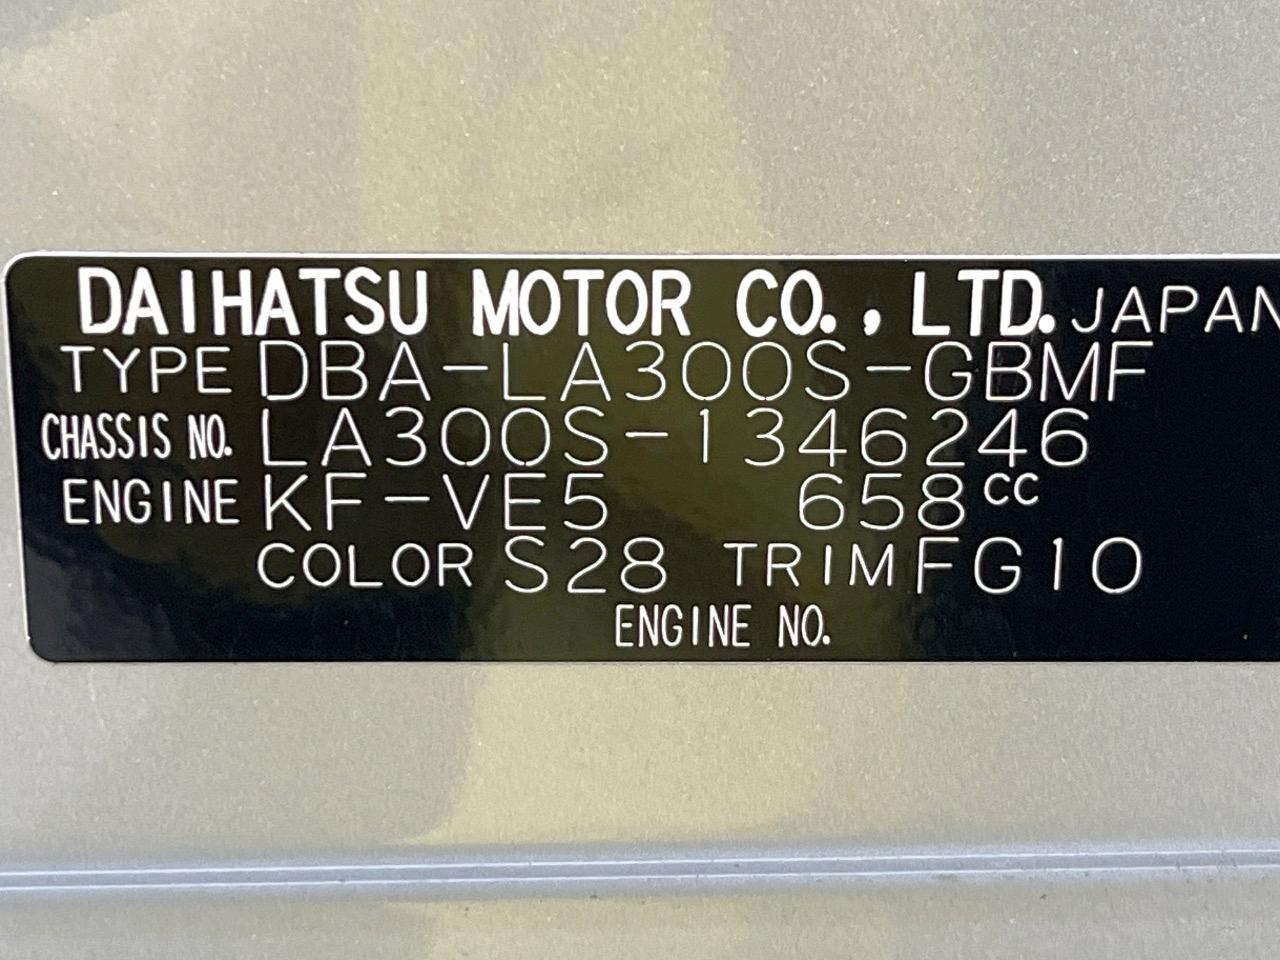 DAIHATSU MOTOR CO., LTD. JAPAN
TYPE DBA-LA300S-GBMF
CHASSIS NO. LA300S-1346246
ENGINE KF-VE5 658cc
COLOR S28 TRIM FG10
ENGINE NO.